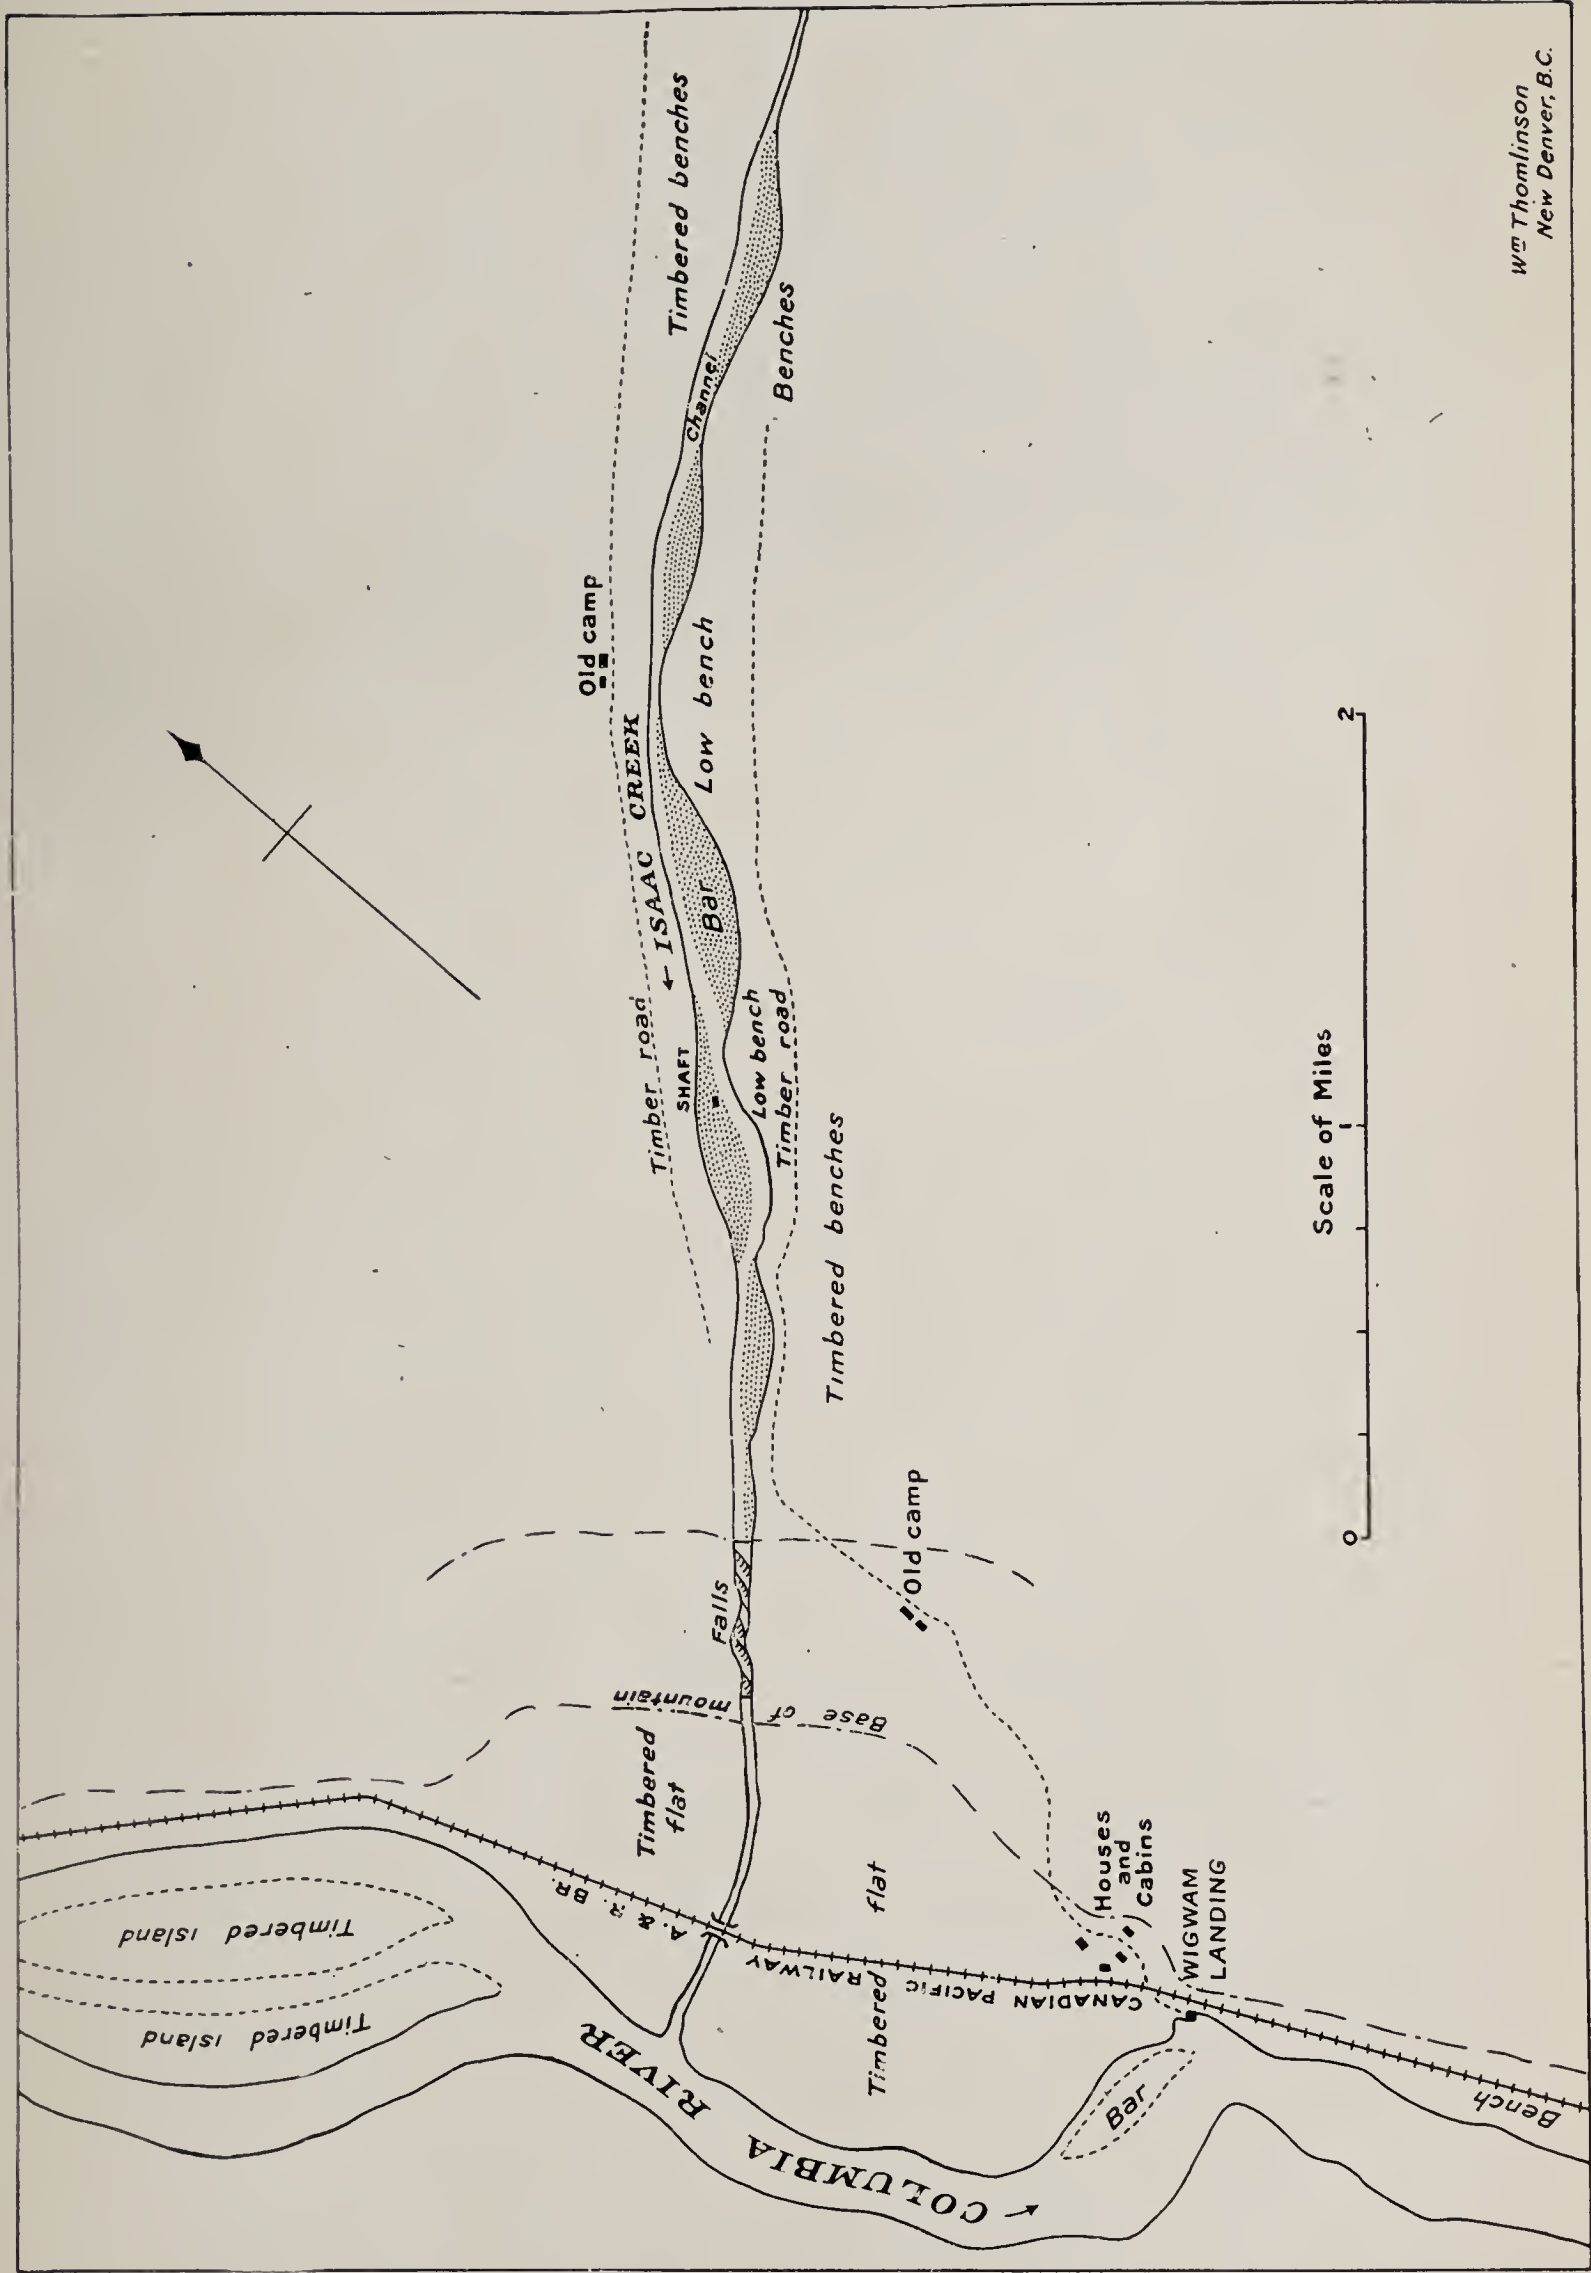 Wm Thomlinson
New Denver, B.C.
Timbered benches
Channel
Benches
Old camp
ISAAC CREEK
Low bench
Bar
Timber road
SHAFT
Low bench
Timber road
Timbered benches
Scale of Miles
0
1
2
Old camp
Falls
Base of mountain
Timbered
flat
Timbered flat
Houses
and
Cabins
WIGWAM
LANDING
CANADIAN PACIFIC RAILWAY
A. & R. BR.
Timbered island
Timbered island
COLUMBIA RIVER
Bar
Bench